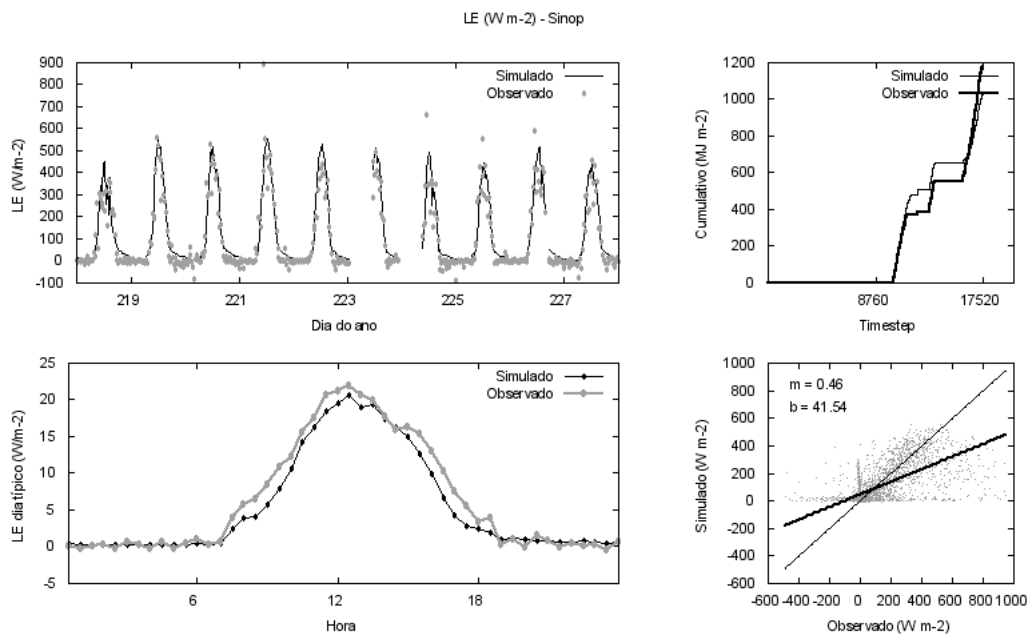 LE (W m-2) - Sinop
900
800
700
600
500
400
300
200
100
0
-100
LE (W/m-2)
Simulado
Observado
219
221
223
225
227
Dia do ano
1200
1000
800
600
400
200
0
Cumulativo (MJ m-2)
Simulado
Observado
8760
17520
Timestep
25
20
15
10
5
0
-5
LE dia típico (W/m-2)
Simulado
Observado
6
12
18
Hora
1000
800
600
400
200
0
-200
-400
-600
Simulado (W m-2)
m = 0.46
b = 41.54
-600 -400 -200 0 200 400 600 800 1000
Observado (W m-2)